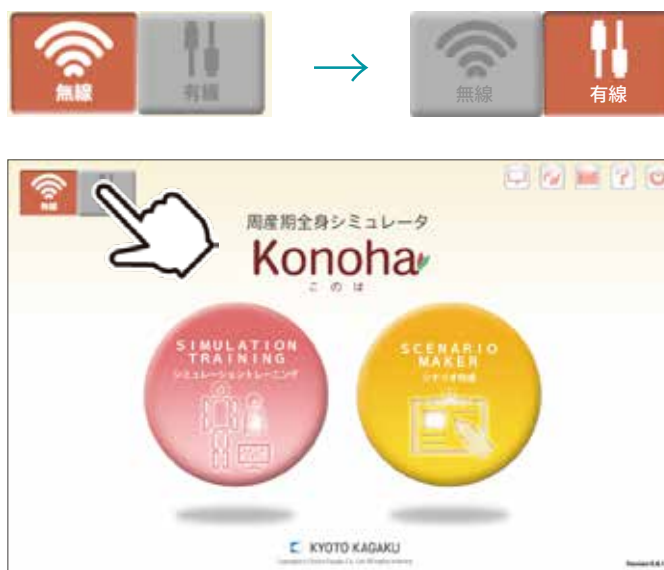 無線
有線
無線
有線
無線
周産期全身シミュレータ
Konoha
このは
SIMULATION
TRAINING
シミュレーショントレーニング
SCENARIO
MAKER
シナリオ作成
KYOTO KAGAKU